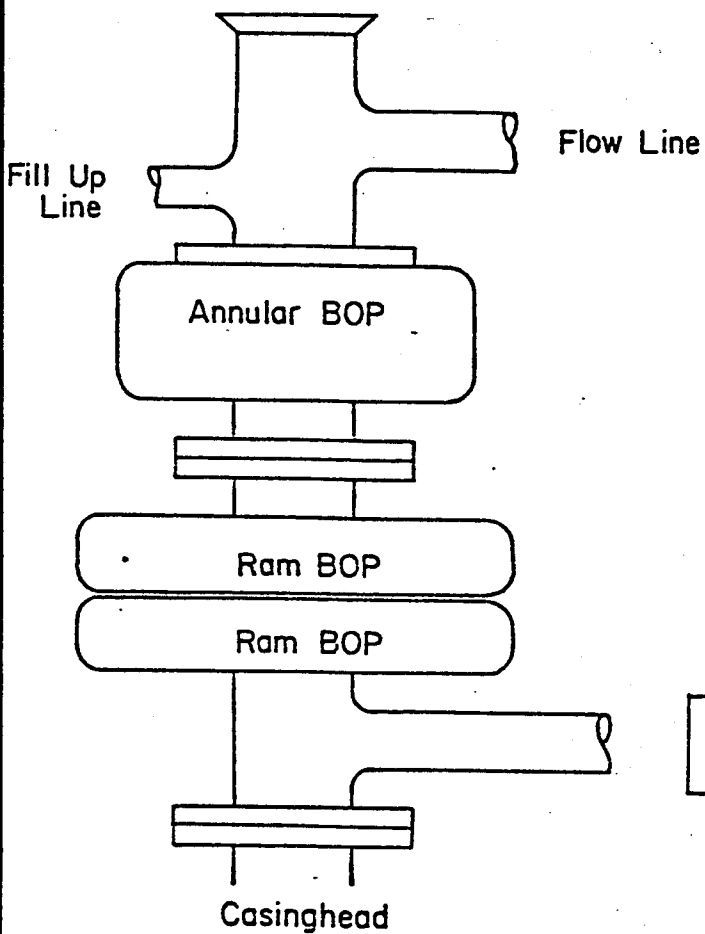 Flow Line
Fill Up
Line
Annular BOP
Ram BOP
Ram BOP
Casinghead